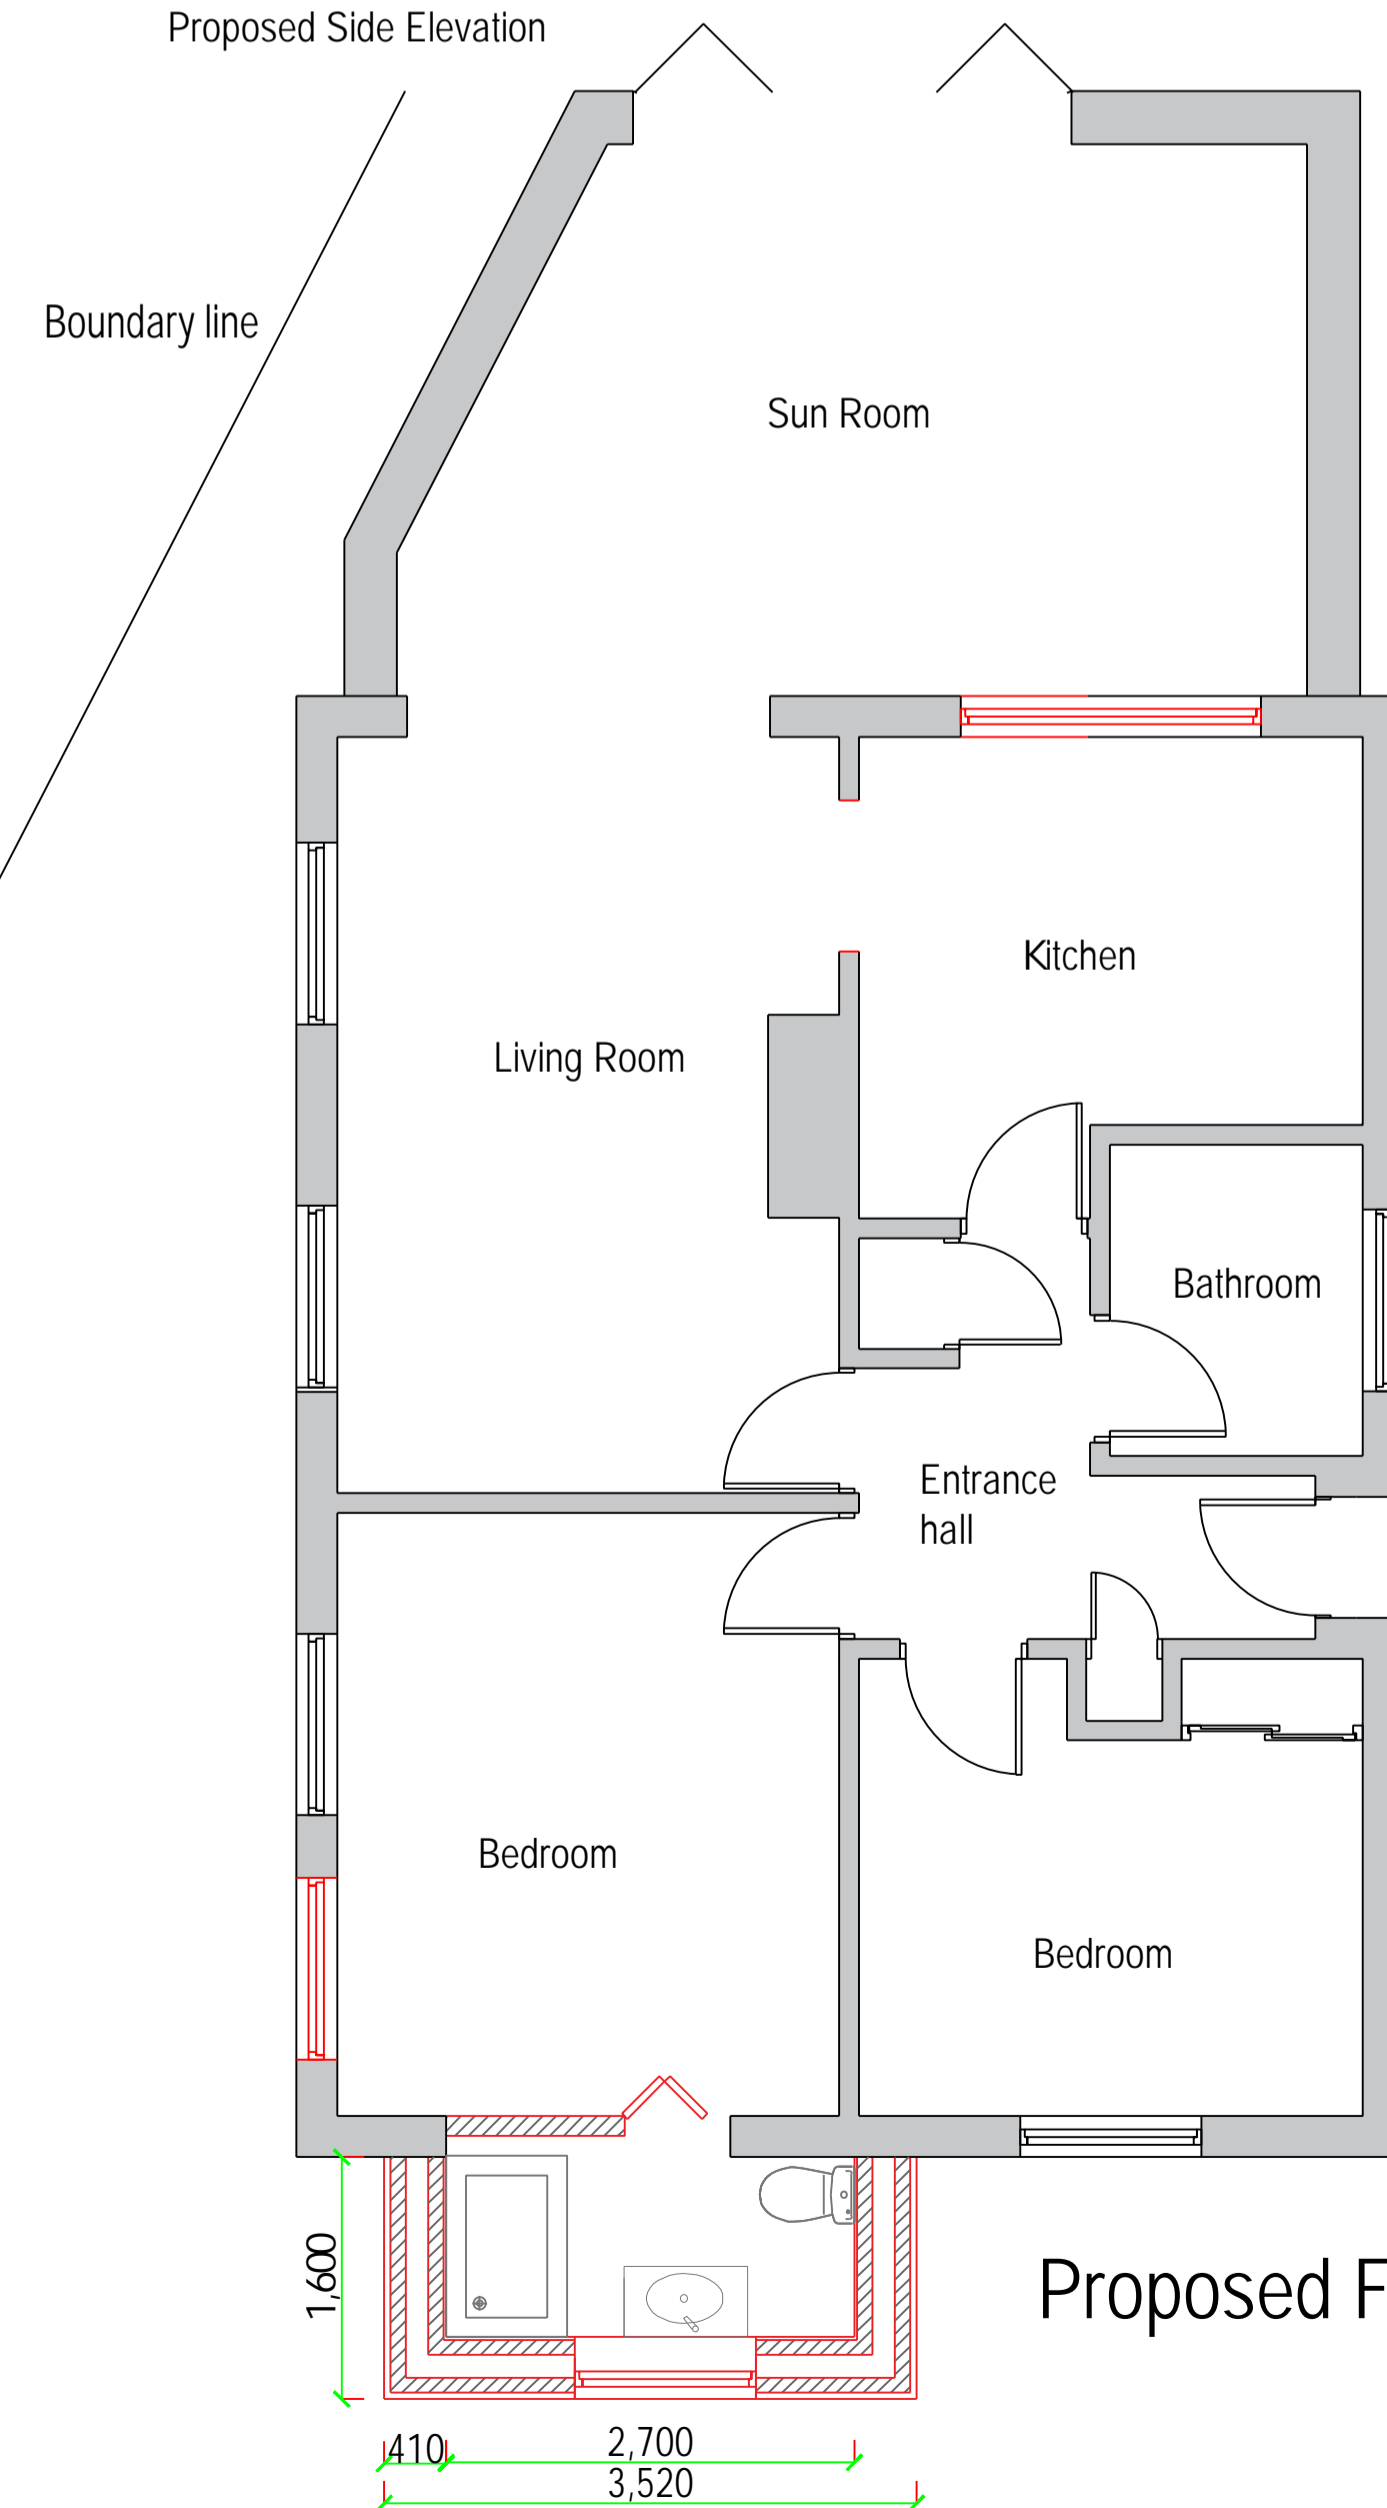 Proposed Side Elevation
Boundary line
Sun Room
Kitchen
Living Room
Bathroom
Entrance
hall
Bedroom
Bedroom
1,600
Proposed F
410
2,700
3,520